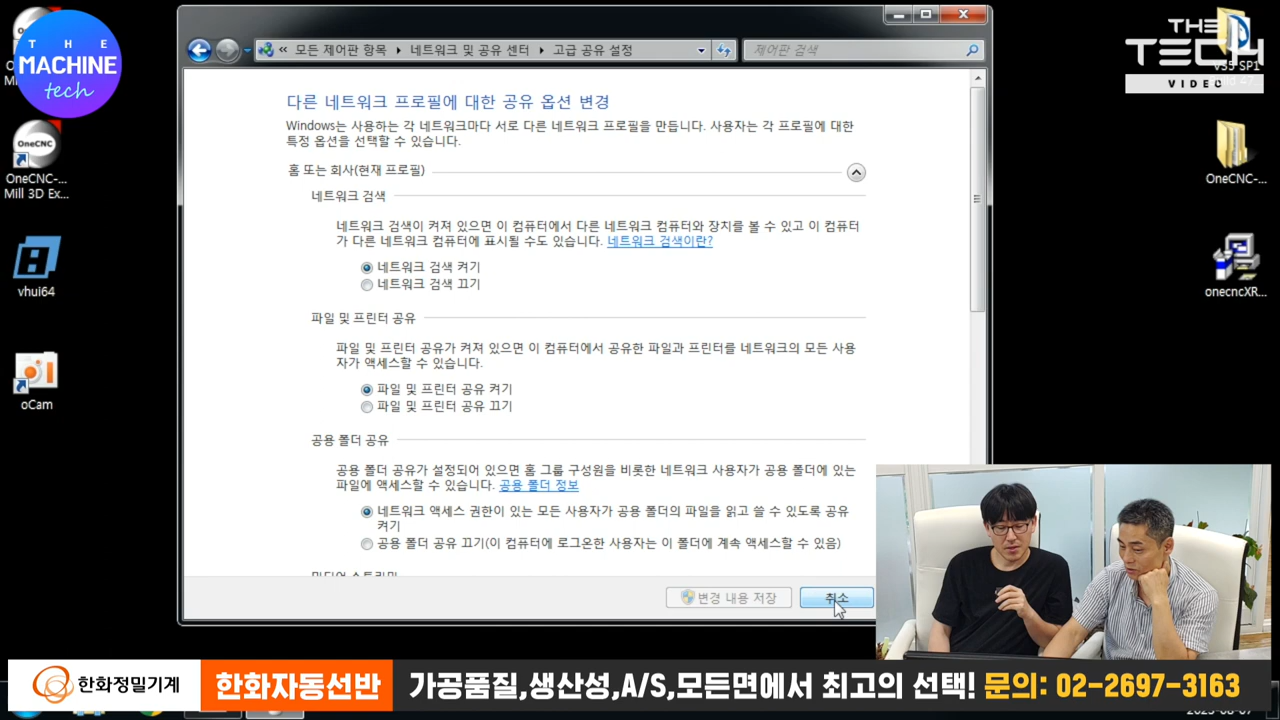 THE
MACHINE
tech
THE
TECH
VIDEO
V55 SP1
OneCNC
OneCNC-...
Mill 3D Ex...
vhui64
oCam
OneCNC-...
onecncXR...
« 모든 제어판 항목 ▸ 네트워크 및 공유 센터 ▸ 고급 공유 설정
제어판 검색
다른 네트워크 프로필에 대한 공유 옵션 변경
Windows는 사용하는 각 네트워크마다 서로 다른 네트워크 프로필을 만듭니다. 사용자는 각 프로필에 대한
특정 옵션을 선택할 수 있습니다.
홈 또는 회사(현재 프로필)
네트워크 검색
네트워크 검색이 켜져 있으면 이 컴퓨터에서 다른 네트워크 컴퓨터와 장치를 볼 수 있고 이 컴퓨터
가 다른 네트워크 컴퓨터에 표시될 수도 있습니다. 네트워크 검색이란?
네트워크 검색 켜기
네트워크 검색 끄기
파일 및 프린터 공유
파일 및 프린터 공유가 켜져 있으면 이 컴퓨터에서 공유한 파일과 프린터를 네트워크의 모든 사용
자가 액세스할 수 있습니다.
파일 및 프린터 공유 켜기
파일 및 프린터 공유 끄기
공용 폴더 공유
공용 폴더 공유가 설정되어 있으면 홈 그룹 구성원을 비롯한 네트워크 사용자가 공용 폴더에 있는
파일에 액세스할 수 있습니다. 공용 폴더 정보
네트워크 액세스 권한이 있는 모든 사용자가 공용 폴더의 파일을 읽고 쓸 수 있도록 공유
켜기
공용 폴더 공유 끄기(이 컴퓨터에 로그온한 사용자는 이 폴더에 계속 액세스할 수 있음)
변경 내용 저장
취소
한화정밀기계
한화자동선반
가공품질,생산성,A/S,모든면에서 최고의 선택! 문의: 02-2697-3163